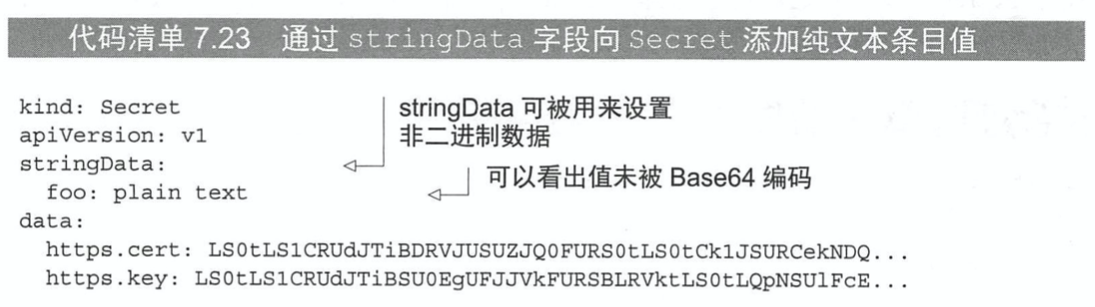 代码清单 7.23 通过 stringData 字段向 Secret 添加纯文本条目值
kind: Secret
apiVersion: v1
stringData:
foo: plain text
data:
https.cert: LS0tLS1CRUdJTiBDRVJUSUZJQ0FURS0tLS0tCk1JSURCekNDQ...
https.key: LS0tLS1CRUdJTiBSU0EgUFJJVkFURSBLRVktLS0tLQpNSUlFcE...
stringData 可被用来设置
非二进制数据
可以看出值未被 Base64 编码